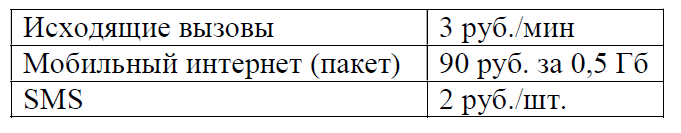 Исходящие вызовы 3 руб./мин
Мобильный интернет (пакет) 90 руб. за 0,5 Гб
SMS 2 руб./шт.